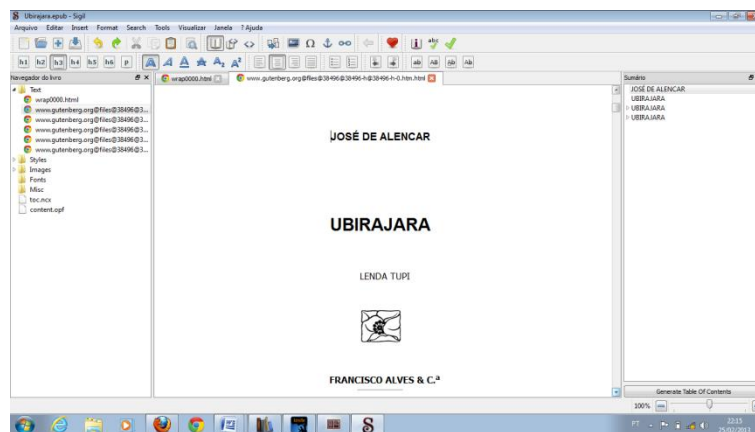 Ubirajara.epub - Sigil
Arquivo Editar Insert Format Search Tools Visualizar Janela ? Ajuda
h1 h2 h3 h4 h5 h6 P
Navegador do livro
wrap0000.html
www.gutenberg.org@files@38496@38496-h@38496-h-0.htm.html
Sumário
Text
wrap0000.html
www.gutenberg.org@files@38496@3...
www.gutenberg.org@files@38496@3...
www.gutenberg.org@files@38496@3...
www.gutenberg.org@files@38496@3...
www.gutenberg.org@files@38496@3...
Styles
Images
Fonts
Misc
toc.ncx
content.opf
JOSÉ DE ALENCAR
UBIRAJARA
LENDA TUPI
FRANCISCO ALVES & C.ª
JOSÉ DE ALENCAR
UBIRAJARA
UBIRAJARA
UBIRAJARA
Generate Table Of Contents
100%
PT
22:15
25/02/2013